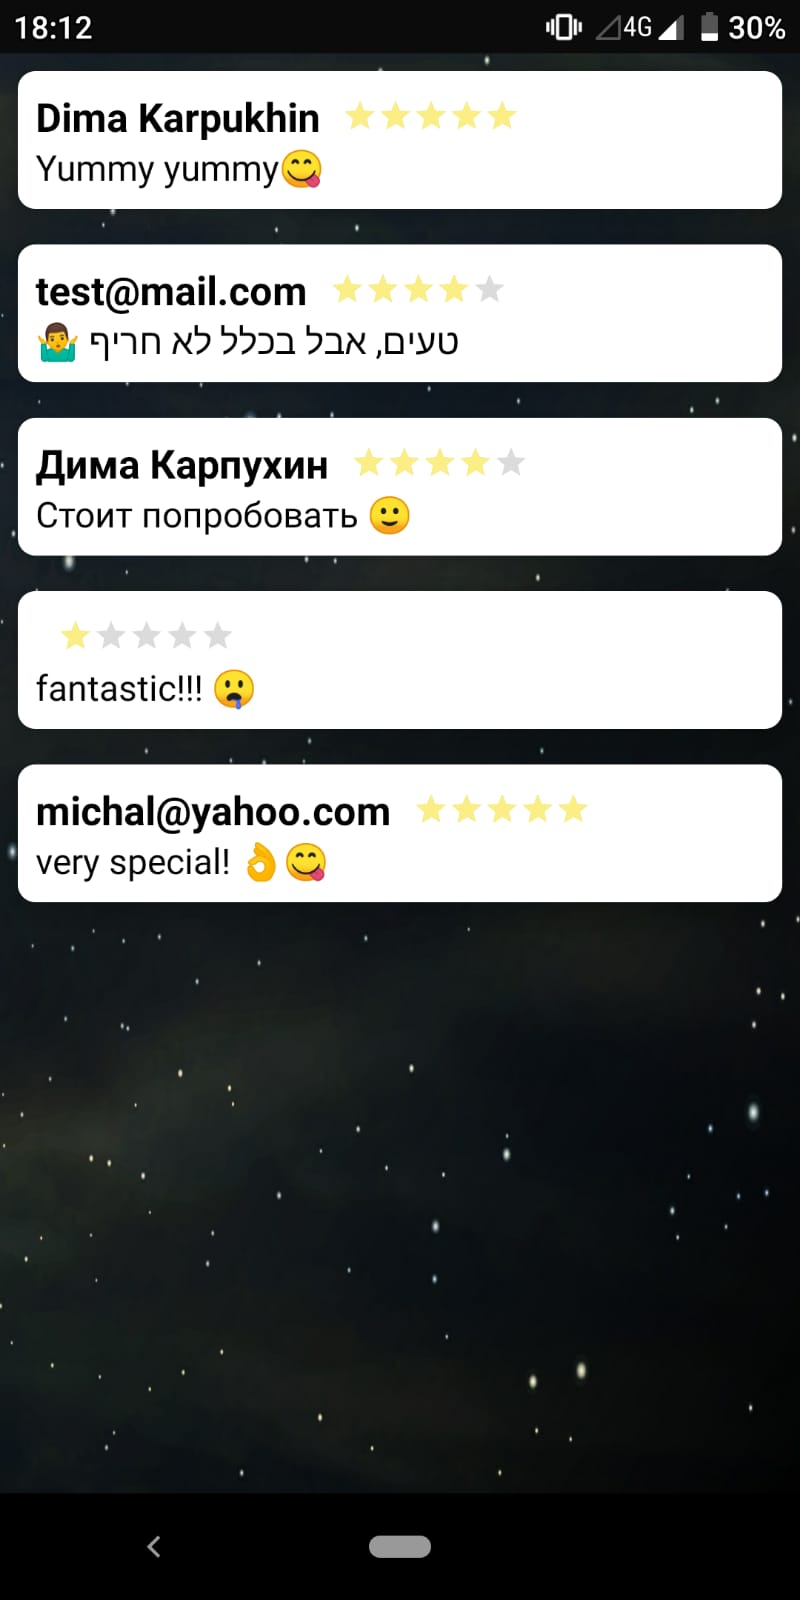 18:12 4G 30%
Dima Karpukhin
Yummy yummy😋
test@mail.com
טעים, אבל בכלל לא חריף 🤷‍♂️
Дима Карпухин
Стоит попробовать 🙂
fantastic!!! 🤤
michal@yahoo.com
very special! 👌😋